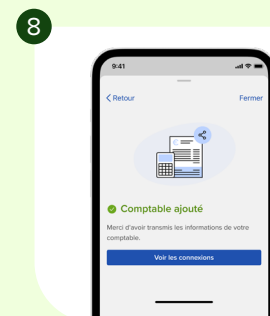 8
9:41
Retour
Fermer
Comptable ajouté
Merci d'avoir transmis les informations de votre
comptable.
Voir les connexions